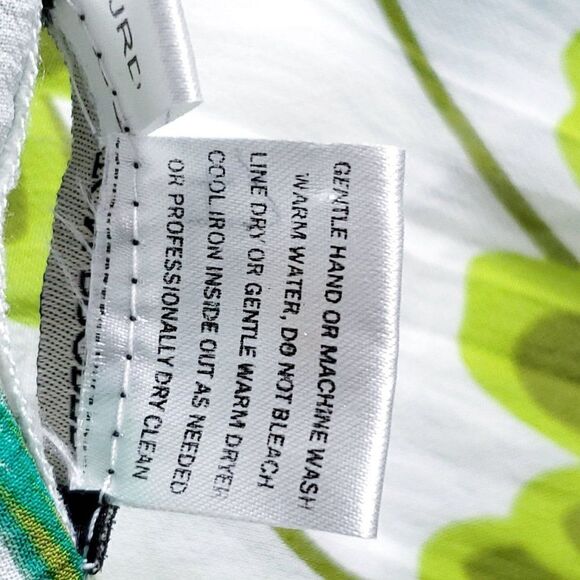 GENTLE HAND OR MACHINE WASH
WARM WATER, DO NOT BLEACH
LINE DRY OR GENTLE WARM DRYER
COOL IRON INSIDE OUT AS NEEDED
OR PROFESSIONALLY DRY CLEAN